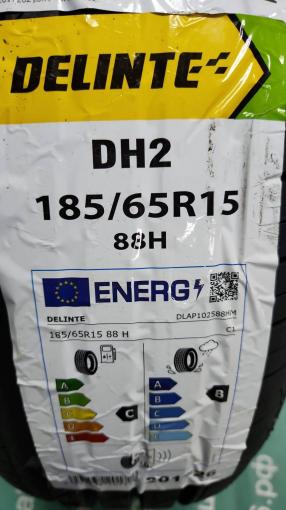 DELINTE
DH2
185/65R15
88H
ENERG
DELINTE
DLAP102588HM
185/65R15 88 H
C1
A
B
C
D
E
C
A
B
C
D
E
B